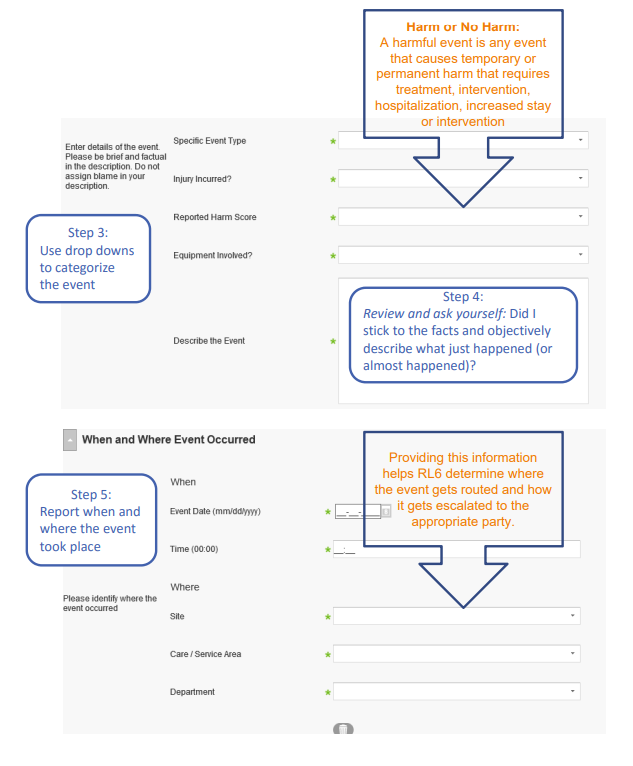 Harm or No Harm:
A harmful event is any event
that causes temporary or
permanent harm that requires
treatment, intervention,
hospitalization, increased stay
or intervention
Enter details of the event.
Please be brief and factual
in the description. Do not
assign blame in your
description.
Specific Event Type
*
Injury Incurred?
*
Reported Harm Score
*
Equipment Involved?
*
Step 3:
Use drop downs
to categorize
the event
Describe the Event
*
Step 4:
Review and ask yourself: Did I
stick to the facts and objectively
describe what just happened (or
almost happened)?
When and Where Event Occurred
Providing this information
helps RL6 determine where
the event gets routed and how
it gets escalated to the
appropriate party.
Step 5:
Report when and
where the event
took place
When
Event Date (mm/dd/yyyy)
* __-__-____
Time (00:00)
* __:__
Where
Please identify where the
event occurred
Site
*
Care / Service Area
*
Department
*